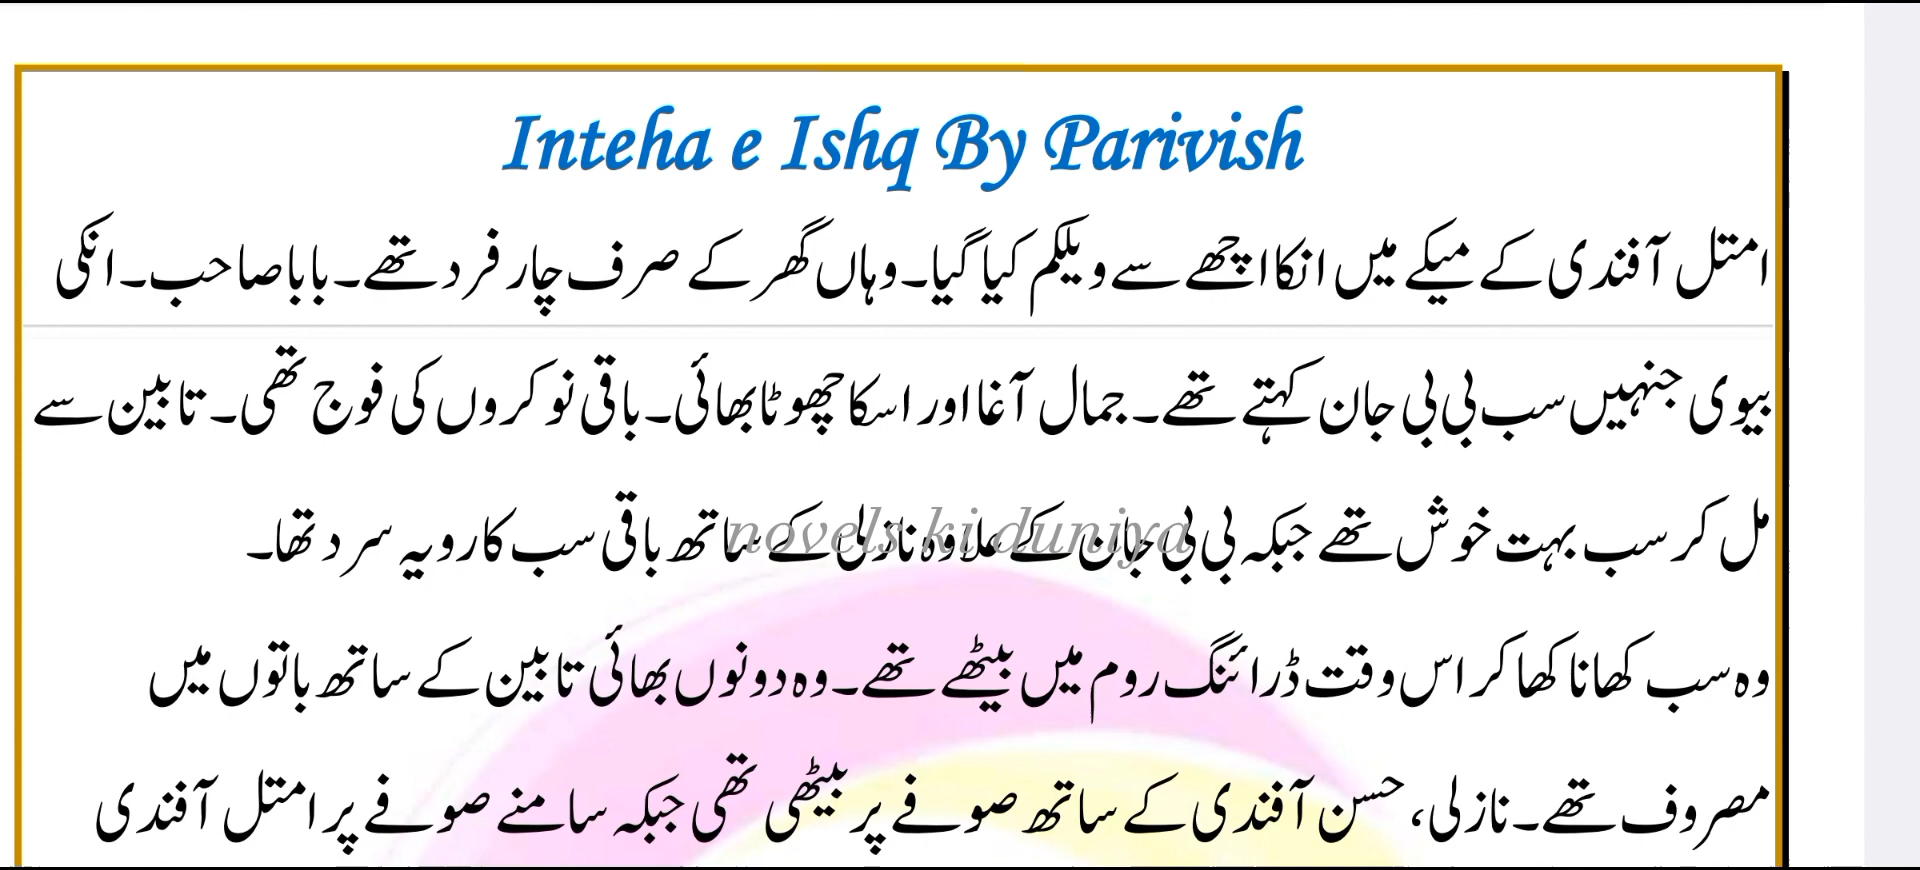 Inteha e Ishq By Parivish
امتل آفندی کے میکے میں انکا اچھے سے ویلکم کیا گیا۔ وہاں گھر کے صرف چار فرد تھے۔ بابا صاحب۔ انکی
بیوی جنہیں سب بی بی جان کہتے تھے۔ جمال آغا اور اسکا چھوٹا بھائی۔ باقی نوکروں کی فوج تھی۔ تابین سے
مل کر سب بہت خوش تھے جبکہ بی بی جان کے علاوہ نازلی کے ساتھ باقی سب کا رویہ سرد تھا۔
novels ki duniya
وہ سب کھانا کھا کر اس وقت ڈرائنگ روم میں بیٹھے تھے۔ وہ دونوں بھائی تابین کے ساتھ باتوں میں
مصروف تھے۔ نازلی، حسن آفندی کے ساتھ صوفے پر بیٹھی تھی جبکہ سامنے صوفے پر امتل آفندی